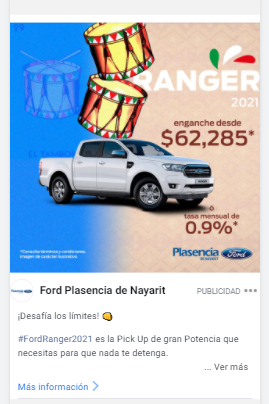 RANGER
2021
enganche desde
$62,285*
ó
tasa mensual de
0.9%*
*Consulta términos y condiciones.
Imagen de carácter ilustrativo
Plasencia Ford
Ford Plasencia de Nayarit
PUBLICIDAD
¡Desafía los límites!
#FordRanger2021 es la Pick Up de gran Potencia que
necesitas para que nada te detenga.
... Ver más
Más información